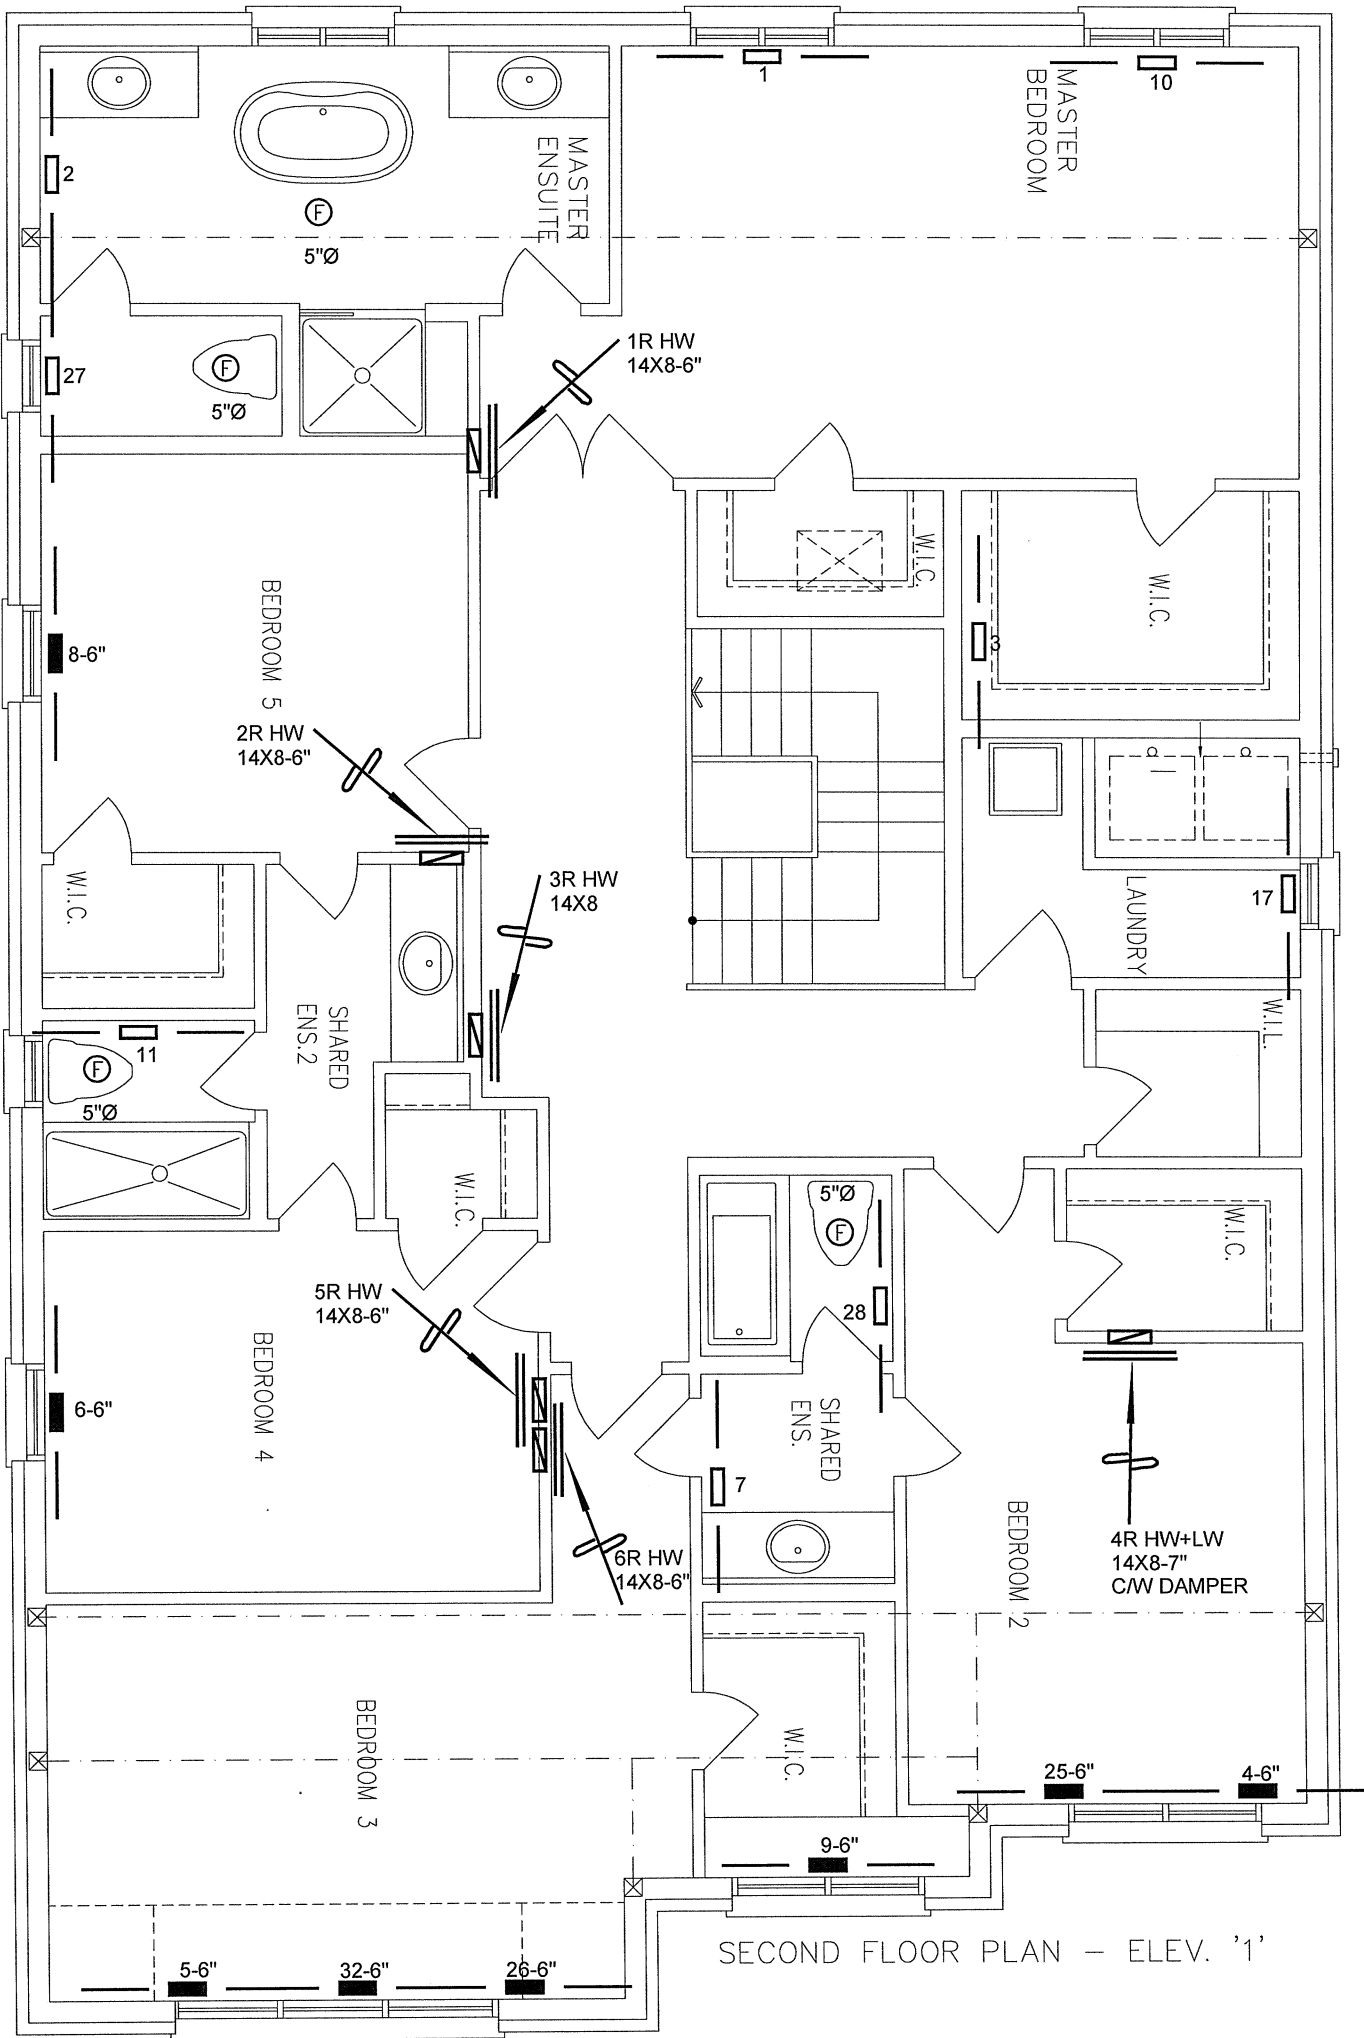 1
10
MASTER
BEDROOM
MASTER
ENSUITE
2
F
5"Ø
27
F
5"Ø
1R HW
14X8-6"
W.I.C.
W.I.C.
3
BEDROOM 5
8-6"
2R HW
14X8-6"
3R HW
14X8
W.I.C.
LAUNDRY
17
SHARED
ENS.2
11
F
5"Ø
W.I.L.
W.I.C.
5"Ø
F
28
W.I.C.
5R HW
14X8-6"
BEDROOM 4
6-6"
SHARED
ENS.
7
6R HW
14X8-6"
BEDROOM 2
4R HW+LW
14X8-7"
C/W DAMPER
BEDROOM 3
W.I.C.
25-6"
4-6"
9-6"
SECOND FLOOR PLAN - ELEV. '1'
5-6"
32-6"
26-6"